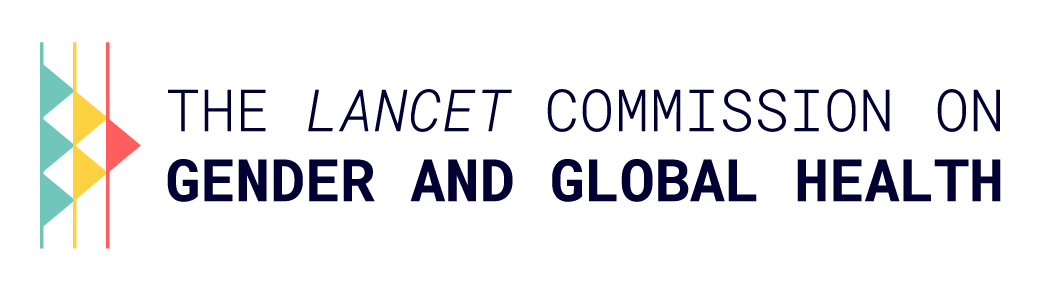 THE LANCET COMMISSION ON
GENDER AND GLOBAL HEALTH